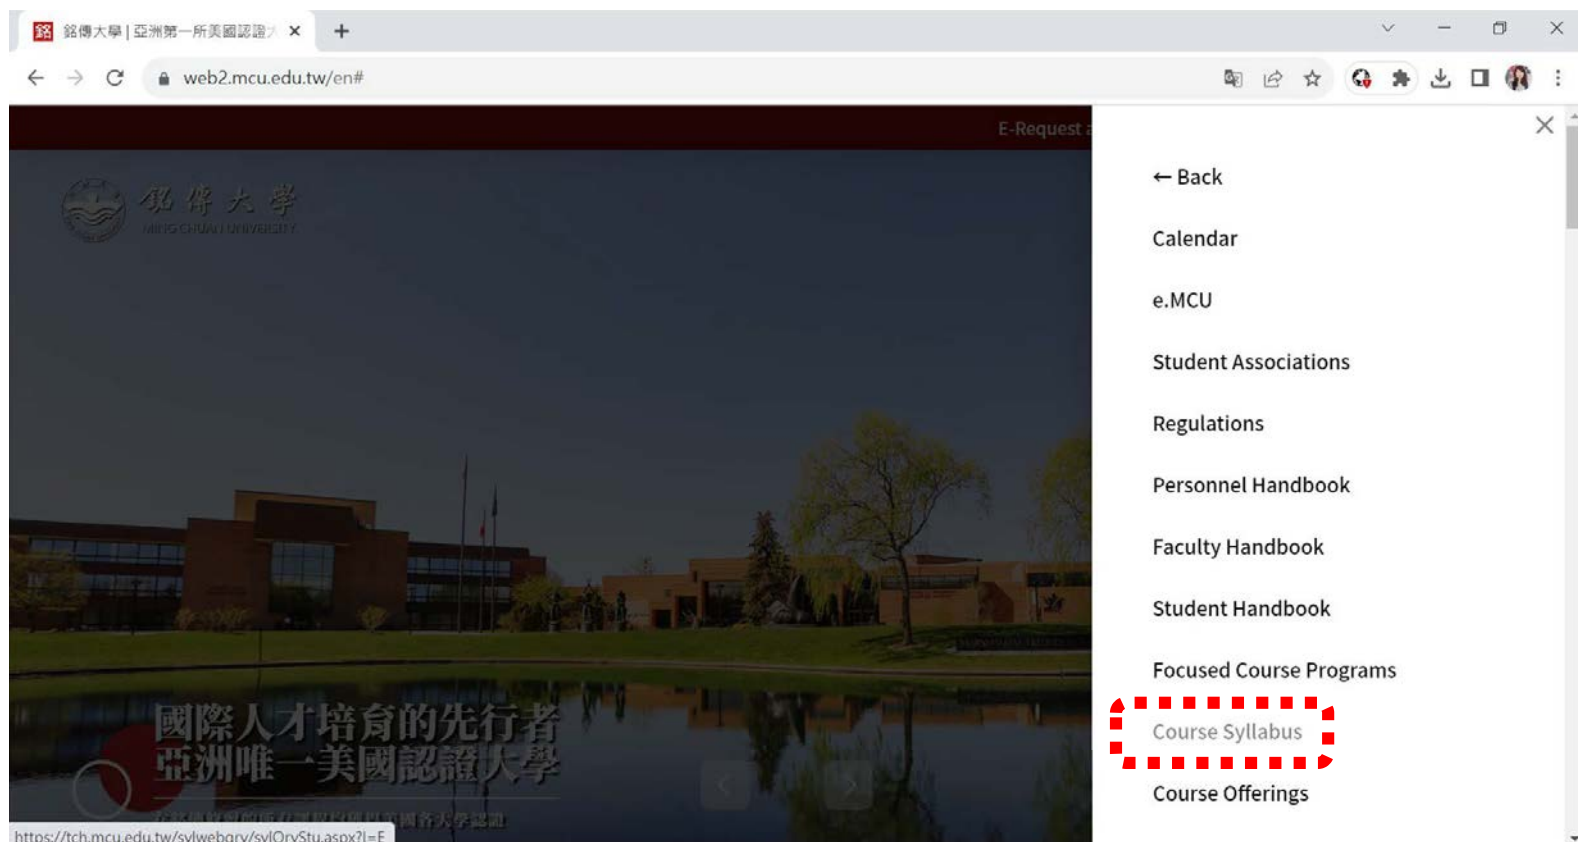 銘 銘傳大學 | 亞洲第一所美國認證大
web2.mcu.edu.tw/en#
E-Request a
銘傳大學
MING CHUAN UNIVERSITY
← Back
Calendar
e.MCU
Student Associations
Regulations
Personnel Handbook
Faculty Handbook
Student Handbook
Focused Course Programs
Course Syllabus
Course Offerings
國際人才培育的先行者
亞洲唯一美國認證大學
https://tch.mcu.edu.tw/sylwebqry/sylQryStu.aspx?l=E